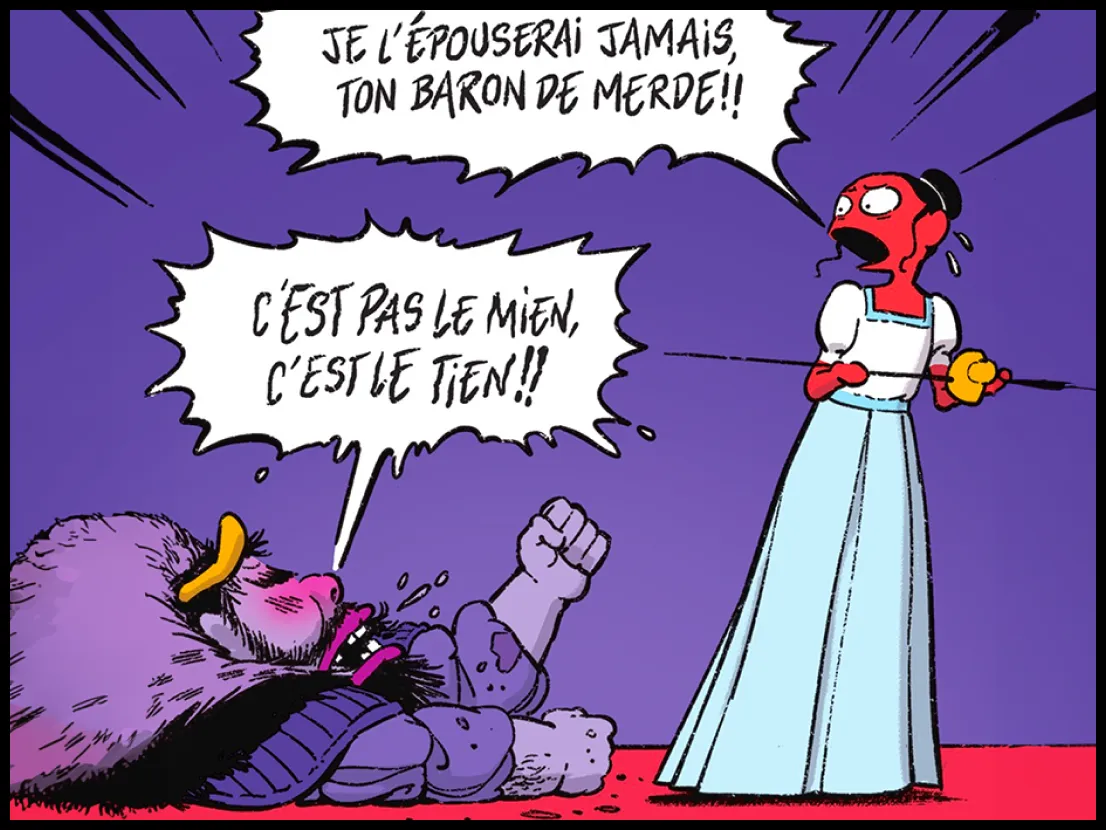 JE L'ÉPOUSERAI JAMAIS,
TON BARON DE MERDE!!
C'EST PAS LE MIEN,
C'EST LE TIEN!!